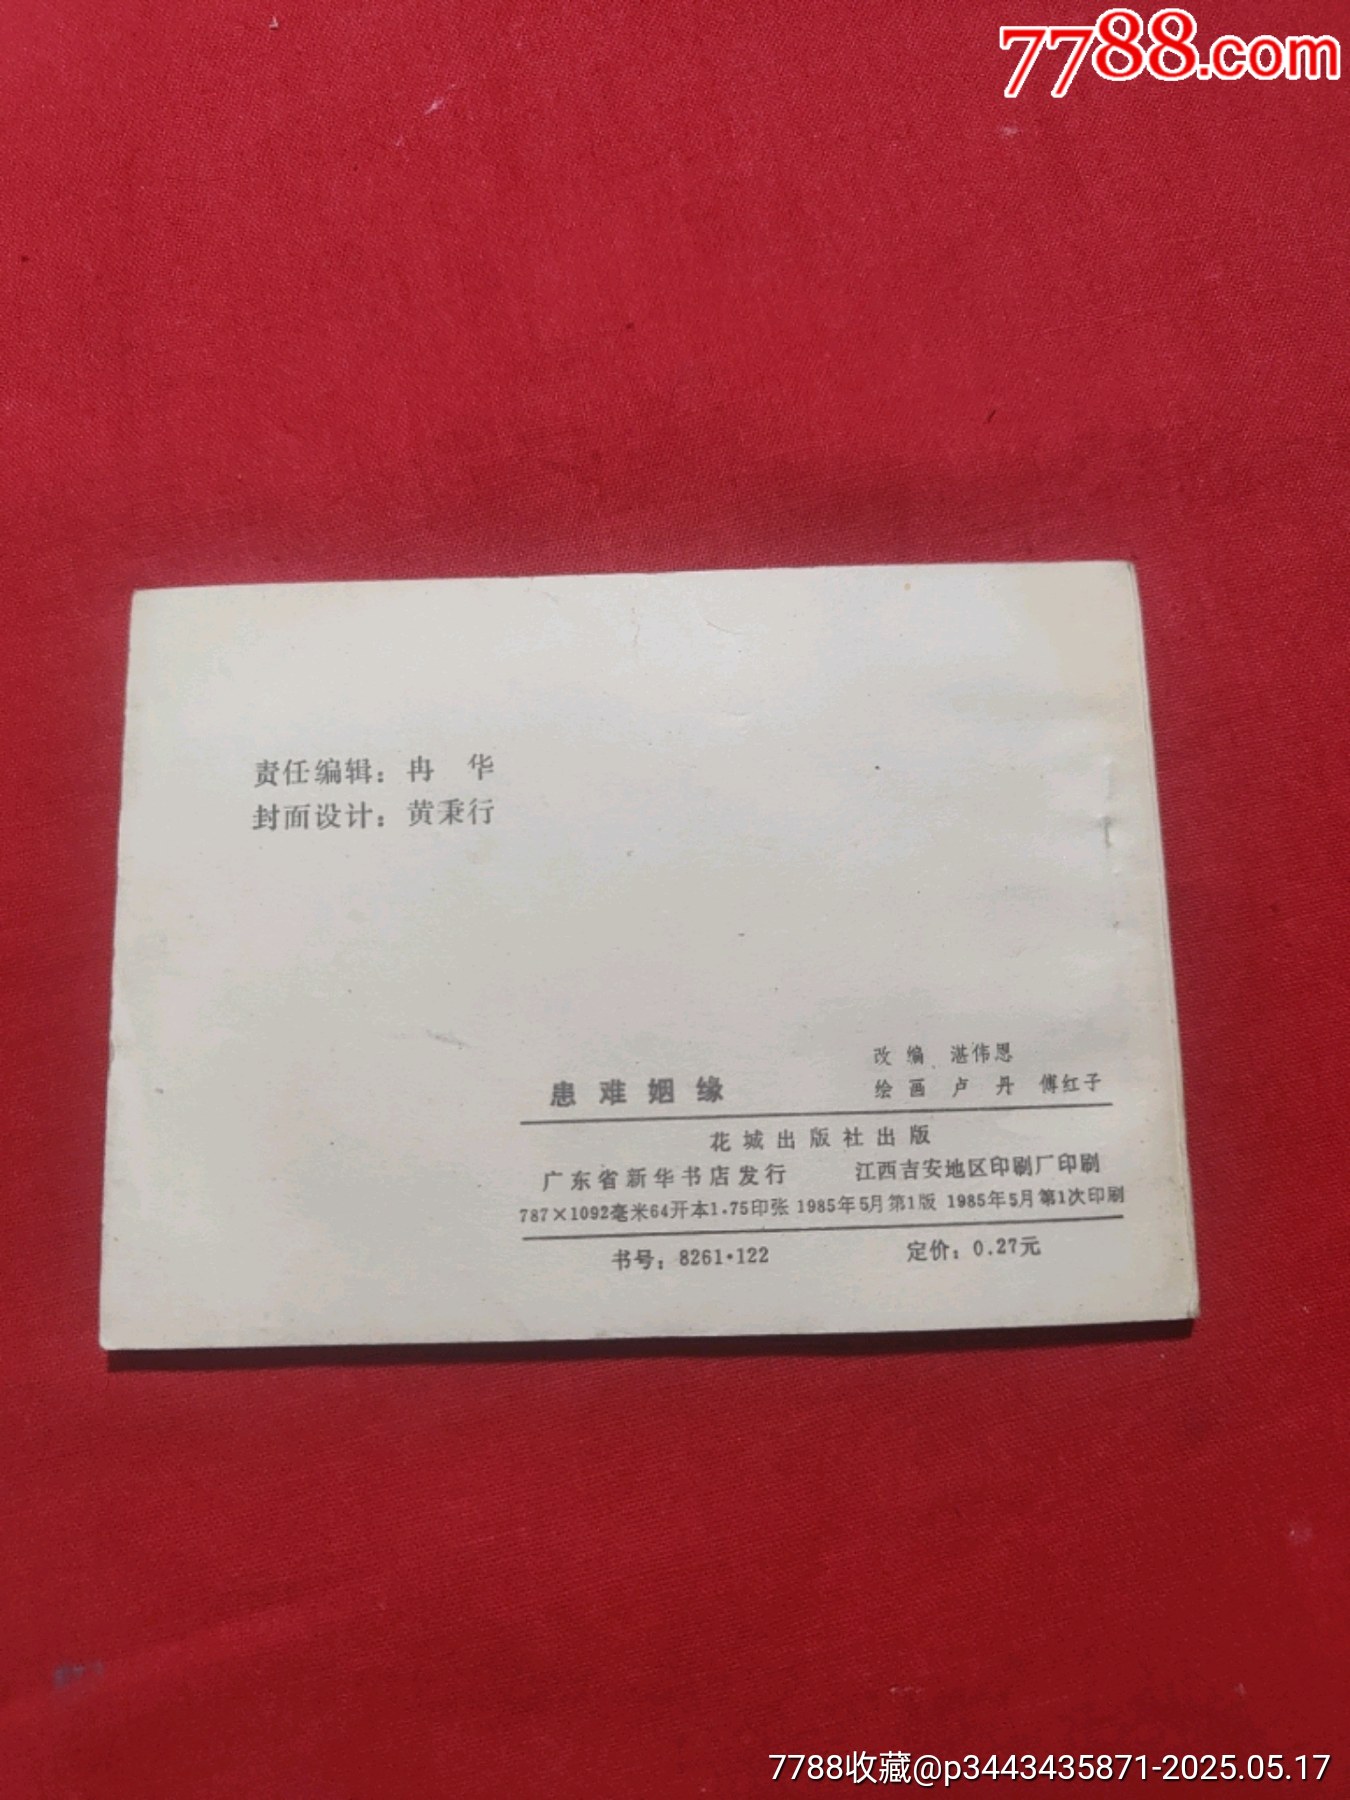 7788.com
责任编辑：冉　华
封面设计：黄秉行
改　编　湛伟恩
患难姻缘　绘　画　卢　丹　傅红子
花城出版社出版
广东省新华书店发行　江西吉安地区印刷厂印刷
787×1092毫米64开本1.75印张 1985年5月第1版 1985年5月第1次印刷
书号：8261·122　定价：0.27元
7788收藏@p3443435871-2025.05.17